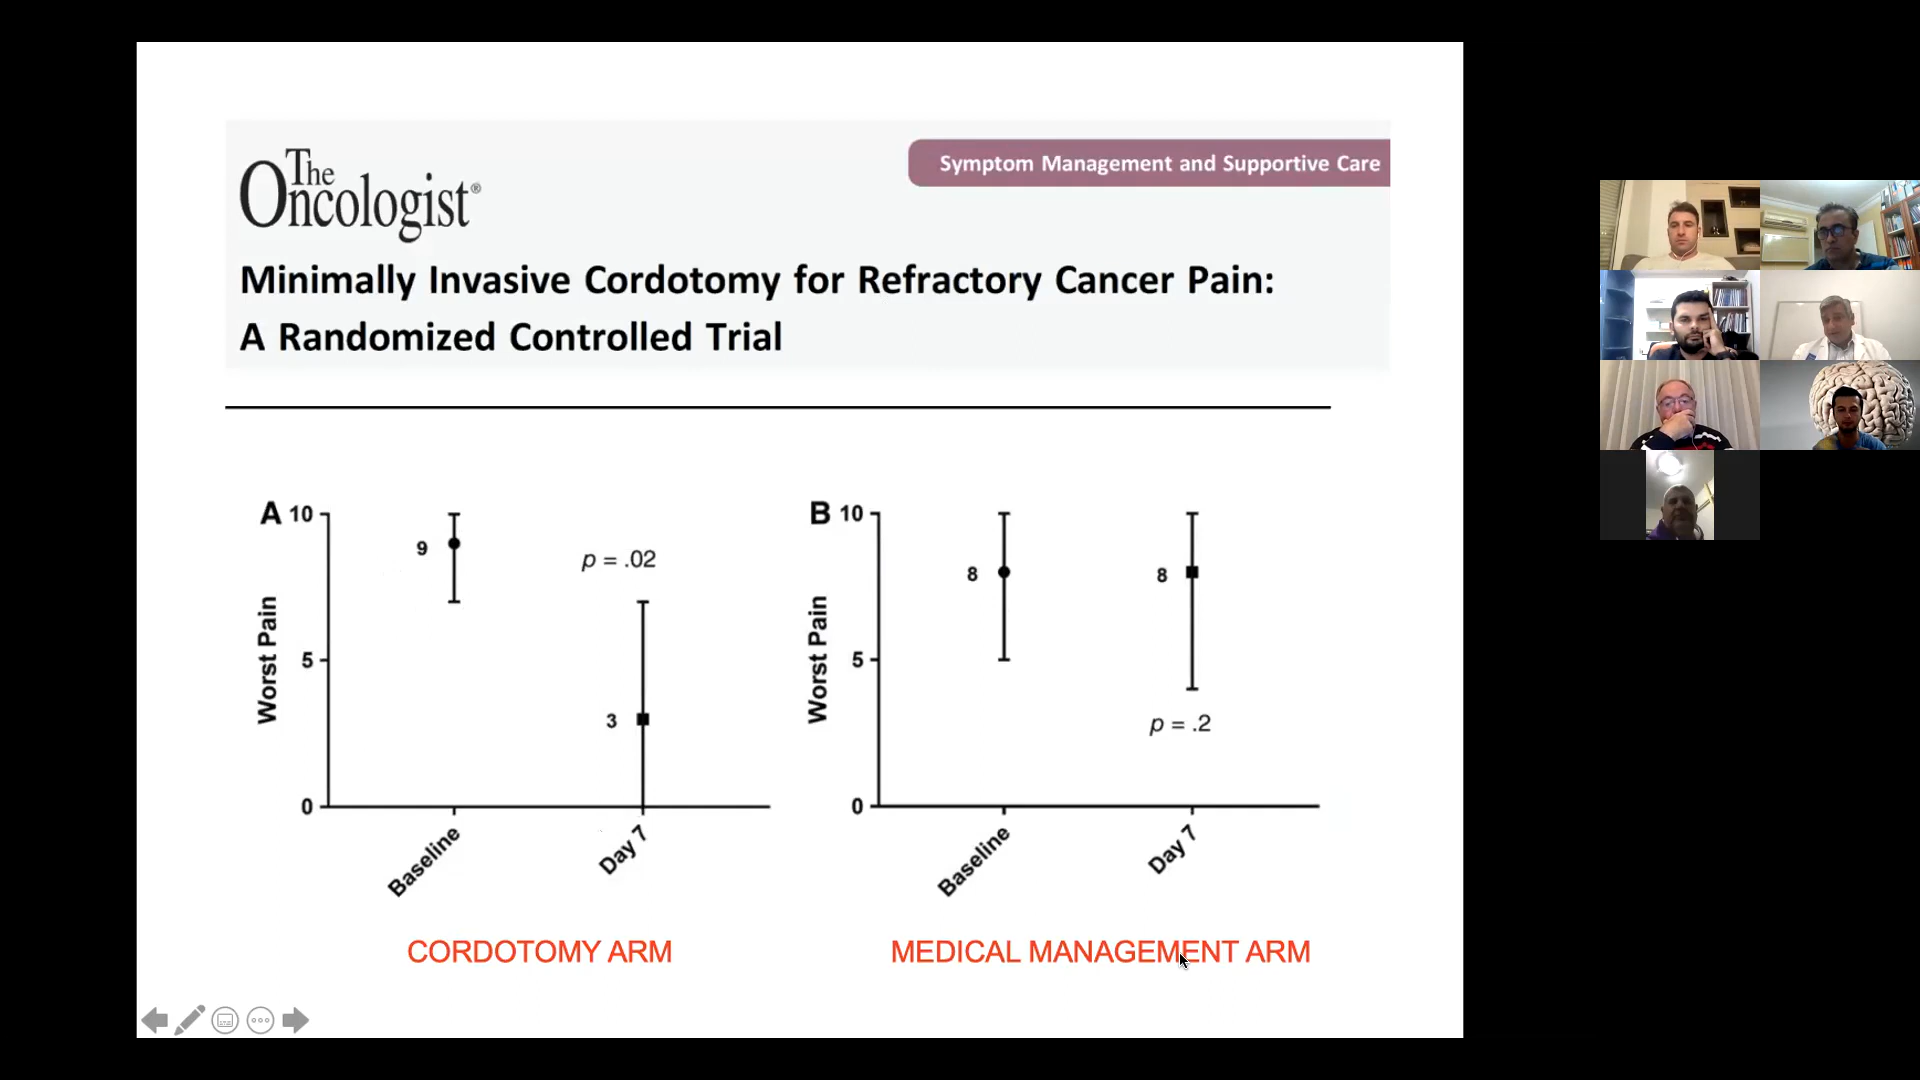 The
Oncologist®
Symptom Management and Supportive Care
Minimally Invasive Cordotomy for Refractory Cancer Pain:
A Randomized Controlled Trial
A
10
9
p = .02
Worst Pain
5
3
0
Baseline
Day 7
CORDOTOMY ARM
B
10
8
8
Worst Pain
5
p = .2
0
Baseline
Day 7
MEDICAL MANAGEMENT ARM